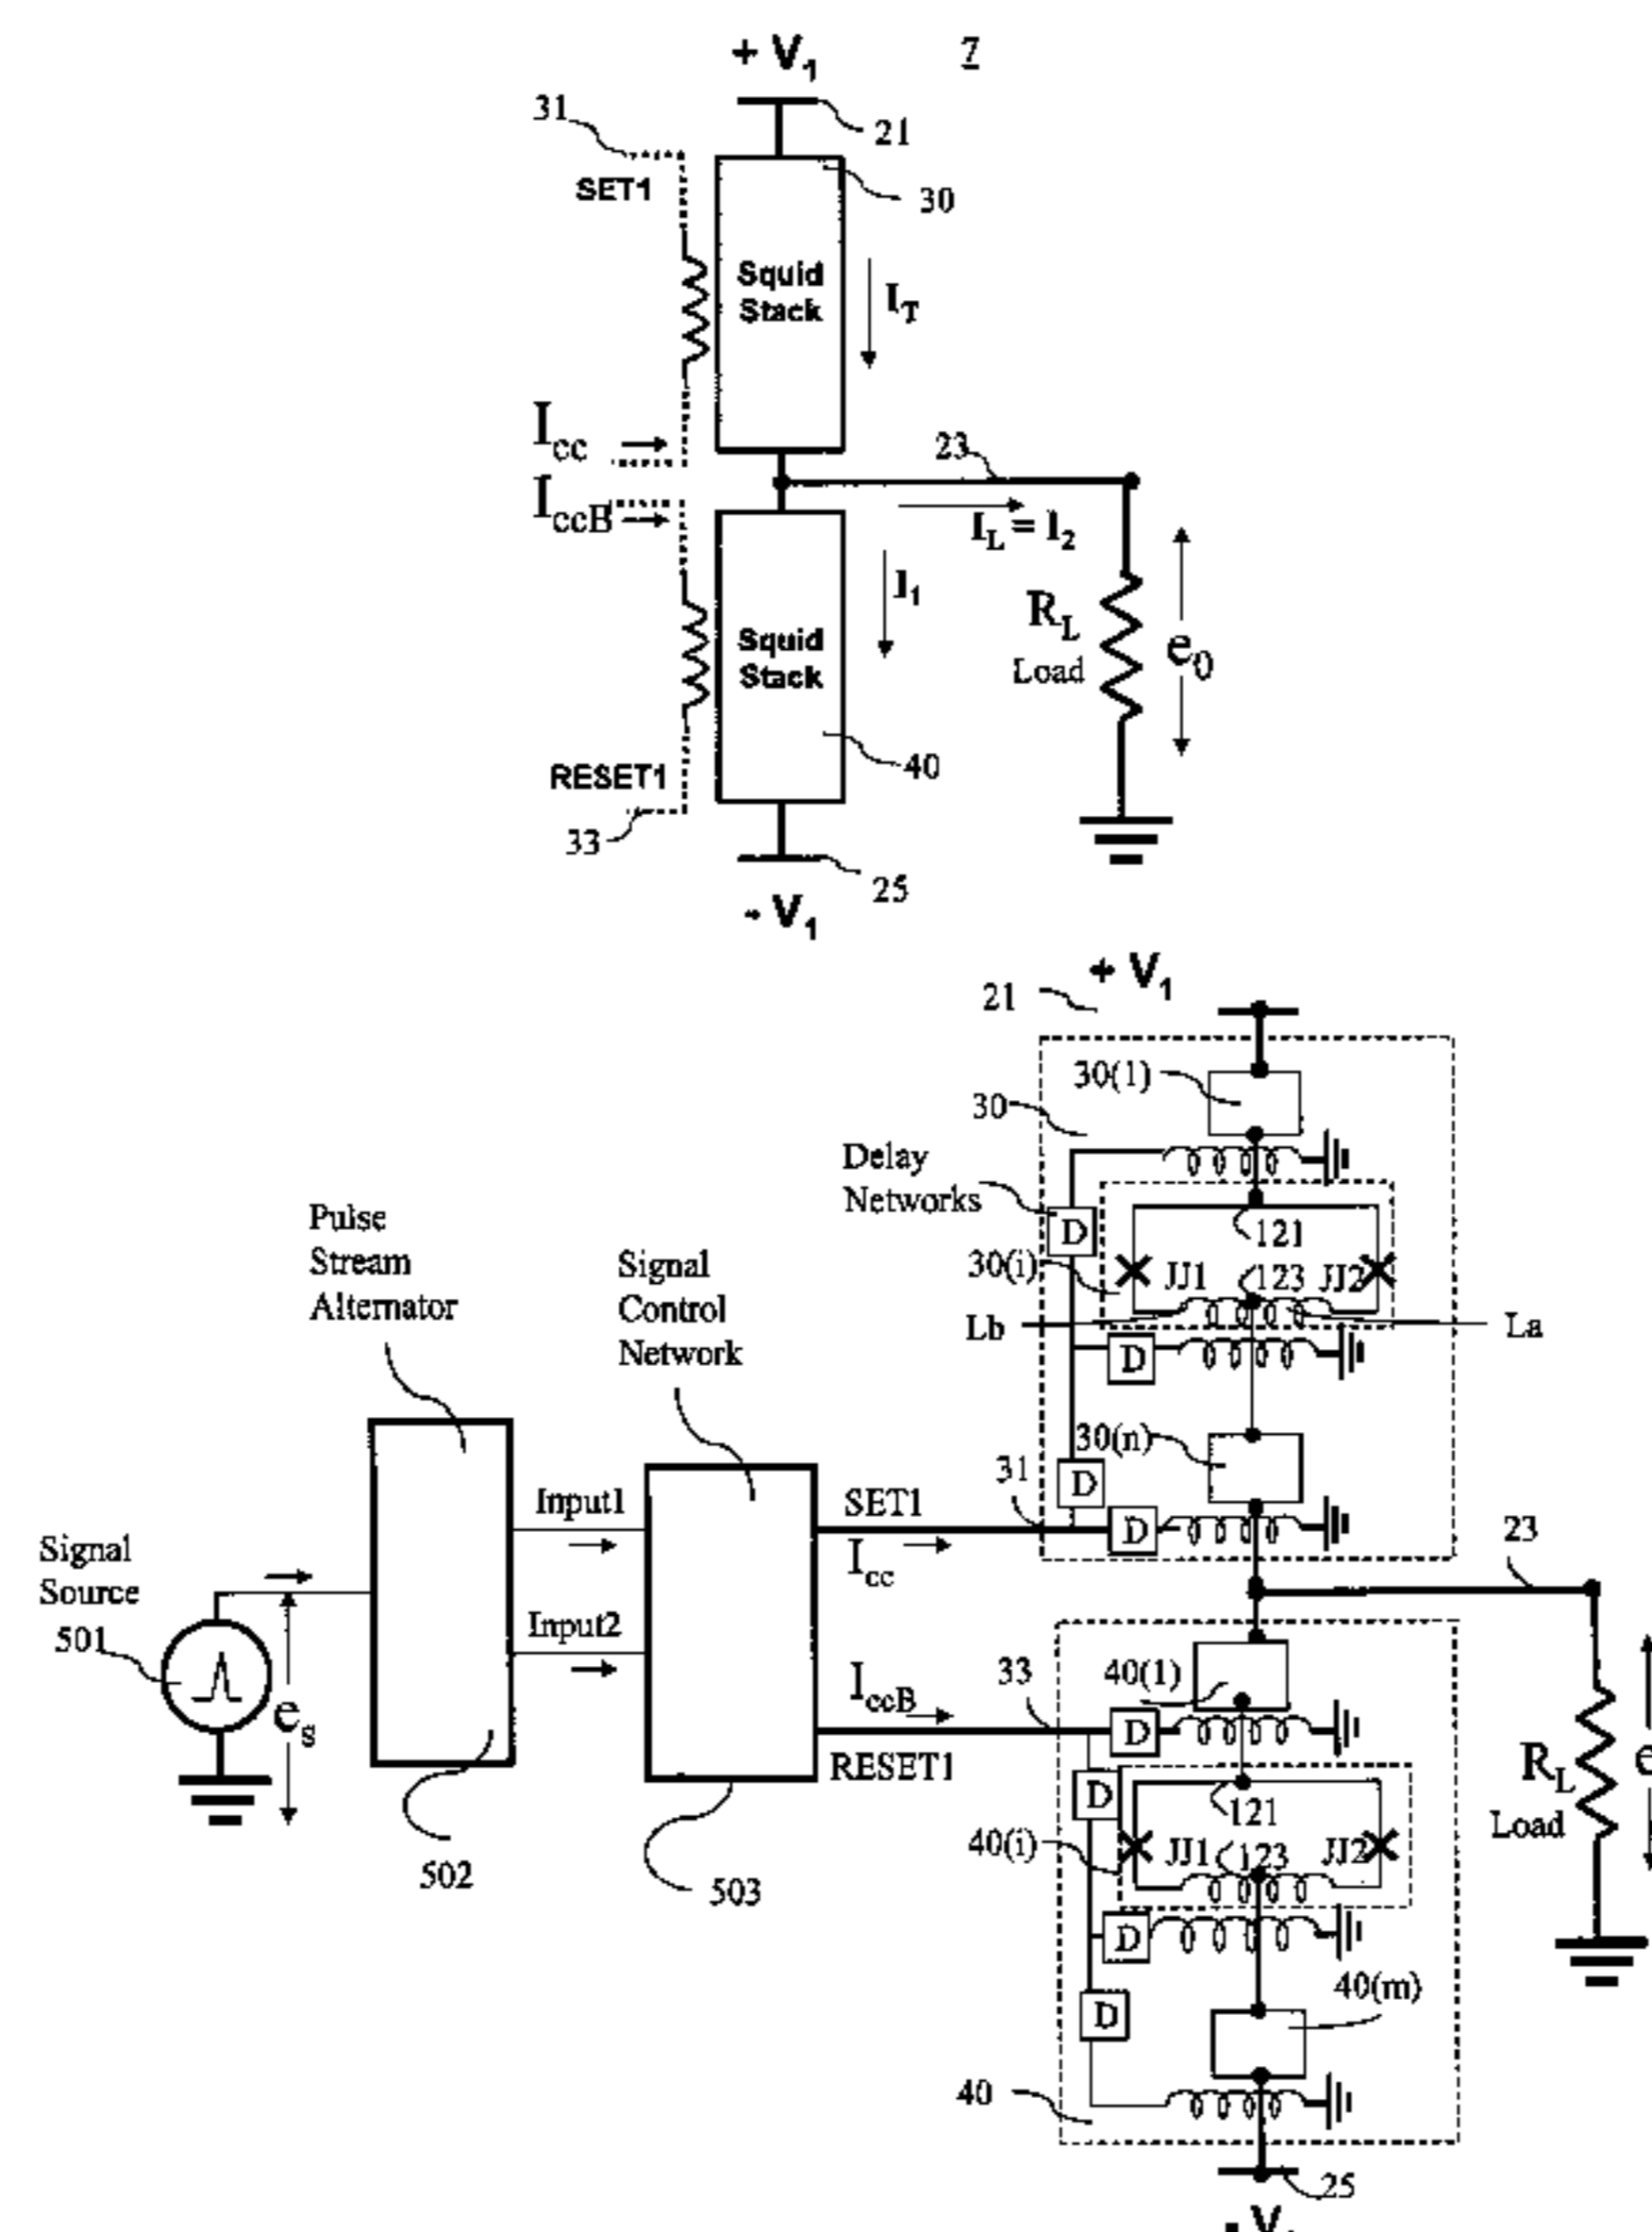 + V1
7
31
21
SET1
30
Squid
Stack
IT
Icc
23
IccB
IL = I2
I1
RL
Load
e0
Squid
Stack
RESET1
40
33
25
- V1
+ V1
21
30(1)
30
Delay
Networks
D
121
30(i)
JJ1
123
JJ2
Lb
La
D
30(n)
31
D
D
Pulse
Stream
Alternator
Signal
Control
Network
Input1
SET1
Icc
23
Signal
Source
501
es
Input2
IccB
33
40(1)
D
RESET1
D
121
40(i)
JJ1
123
JJ2
RL
Load
e
502
503
D
D
40(m)
40
25
- V1